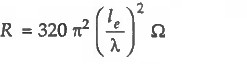 R = 320 π² (lₑ/λ)² Ω